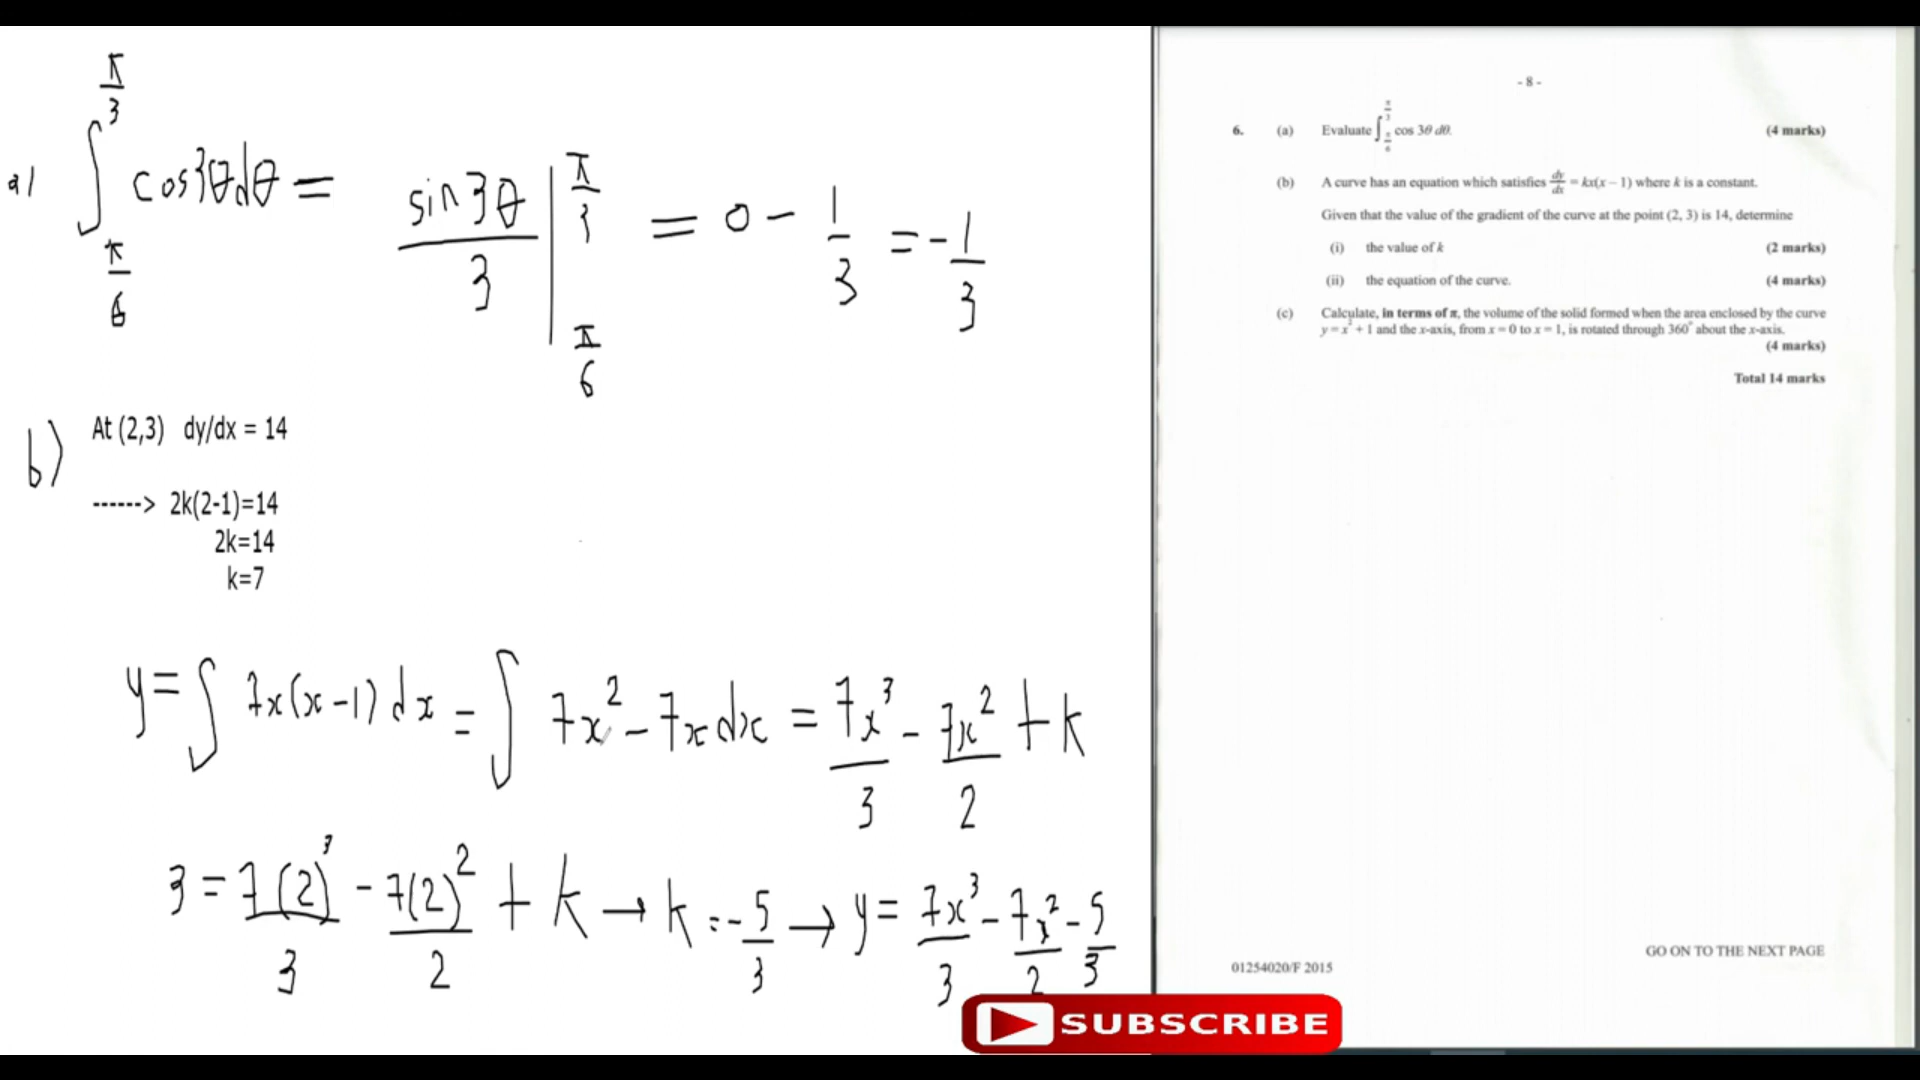 a) ∫_{π/6}^{π/3} cos3θdθ = sin3θ/3 |_{π/6}^{π/3} = 0 - 1/3 = -1/3
b) At (2,3) dy/dx = 14
------> 2k(2-1)=14
2k=14
k=7
y = ∫ 7x(x-1)dx = ∫ 7x² - 7x dx = 7x³/3 - 7x²/2 + k
3 = 7(2)³/3 - 7(2)²/2 + k → k = -5/3 → y = 7x³/3 - 7x²/2 - 5/3
SUBSCRIBE
- 8 -
6. (a) Evaluate ∫_{π/6}^{π/3} cos 3θ dθ. (4 marks)
(b) A curve has an equation which satisfies dy/dx = kx(x – 1) where k is a constant.
Given that the value of the gradient of the curve at the point (2, 3) is 14, determine
(i) the value of k (2 marks)
(ii) the equation of the curve. (4 marks)
(c) Calculate, in terms of π, the volume of the solid formed when the area enclosed by the curve
y = x² + 1 and the x-axis, from x = 0 to x = 1, is rotated through 360° about the x-axis.
(4 marks)
Total 14 marks
GO ON TO THE NEXT PAGE
01254020/F 2015